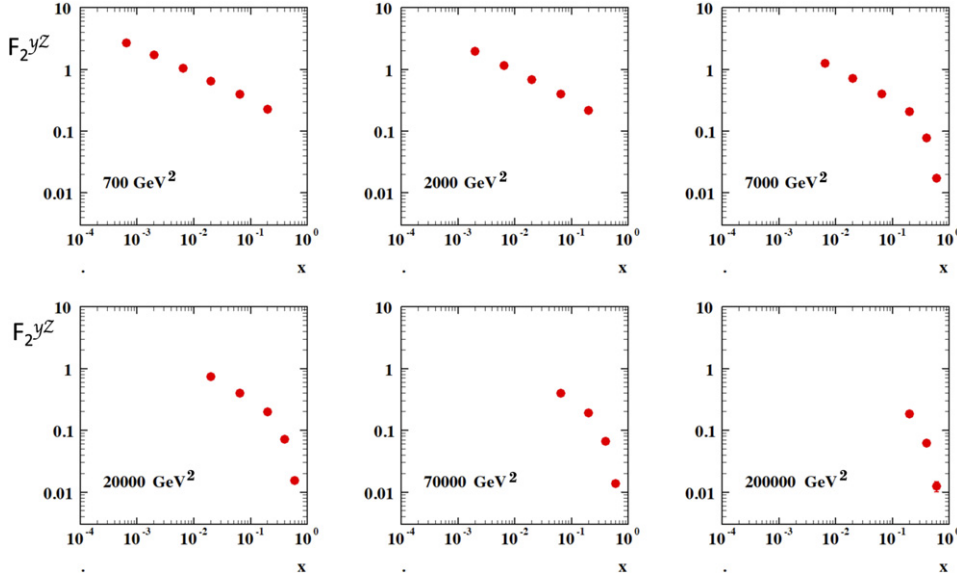 10 10 10
F₂ʸᶻ
1 1 1
0.1 0.1 0.1
0.01 700 GeV² 0.01 2000 GeV² 0.01 7000 GeV²
10⁻⁴ 10⁻³ 10⁻² 10⁻¹ 10⁰ 10⁻⁴ 10⁻³ 10⁻² 10⁻¹ 10⁰ 10⁻⁴ 10⁻³ 10⁻² 10⁻¹ 10⁰
. x . x . x
10 10 10
F₂ʸᶻ
1 1 1
0.1 0.1 0.1
0.01 20000 GeV² 0.01 70000 GeV² 0.01 200000 GeV²
10⁻⁴ 10⁻³ 10⁻² 10⁻¹ 10⁰ 10⁻⁴ 10⁻³ 10⁻² 10⁻¹ 10⁰ 10⁻⁴ 10⁻³ 10⁻² 10⁻¹ 10⁰
. x . x . x